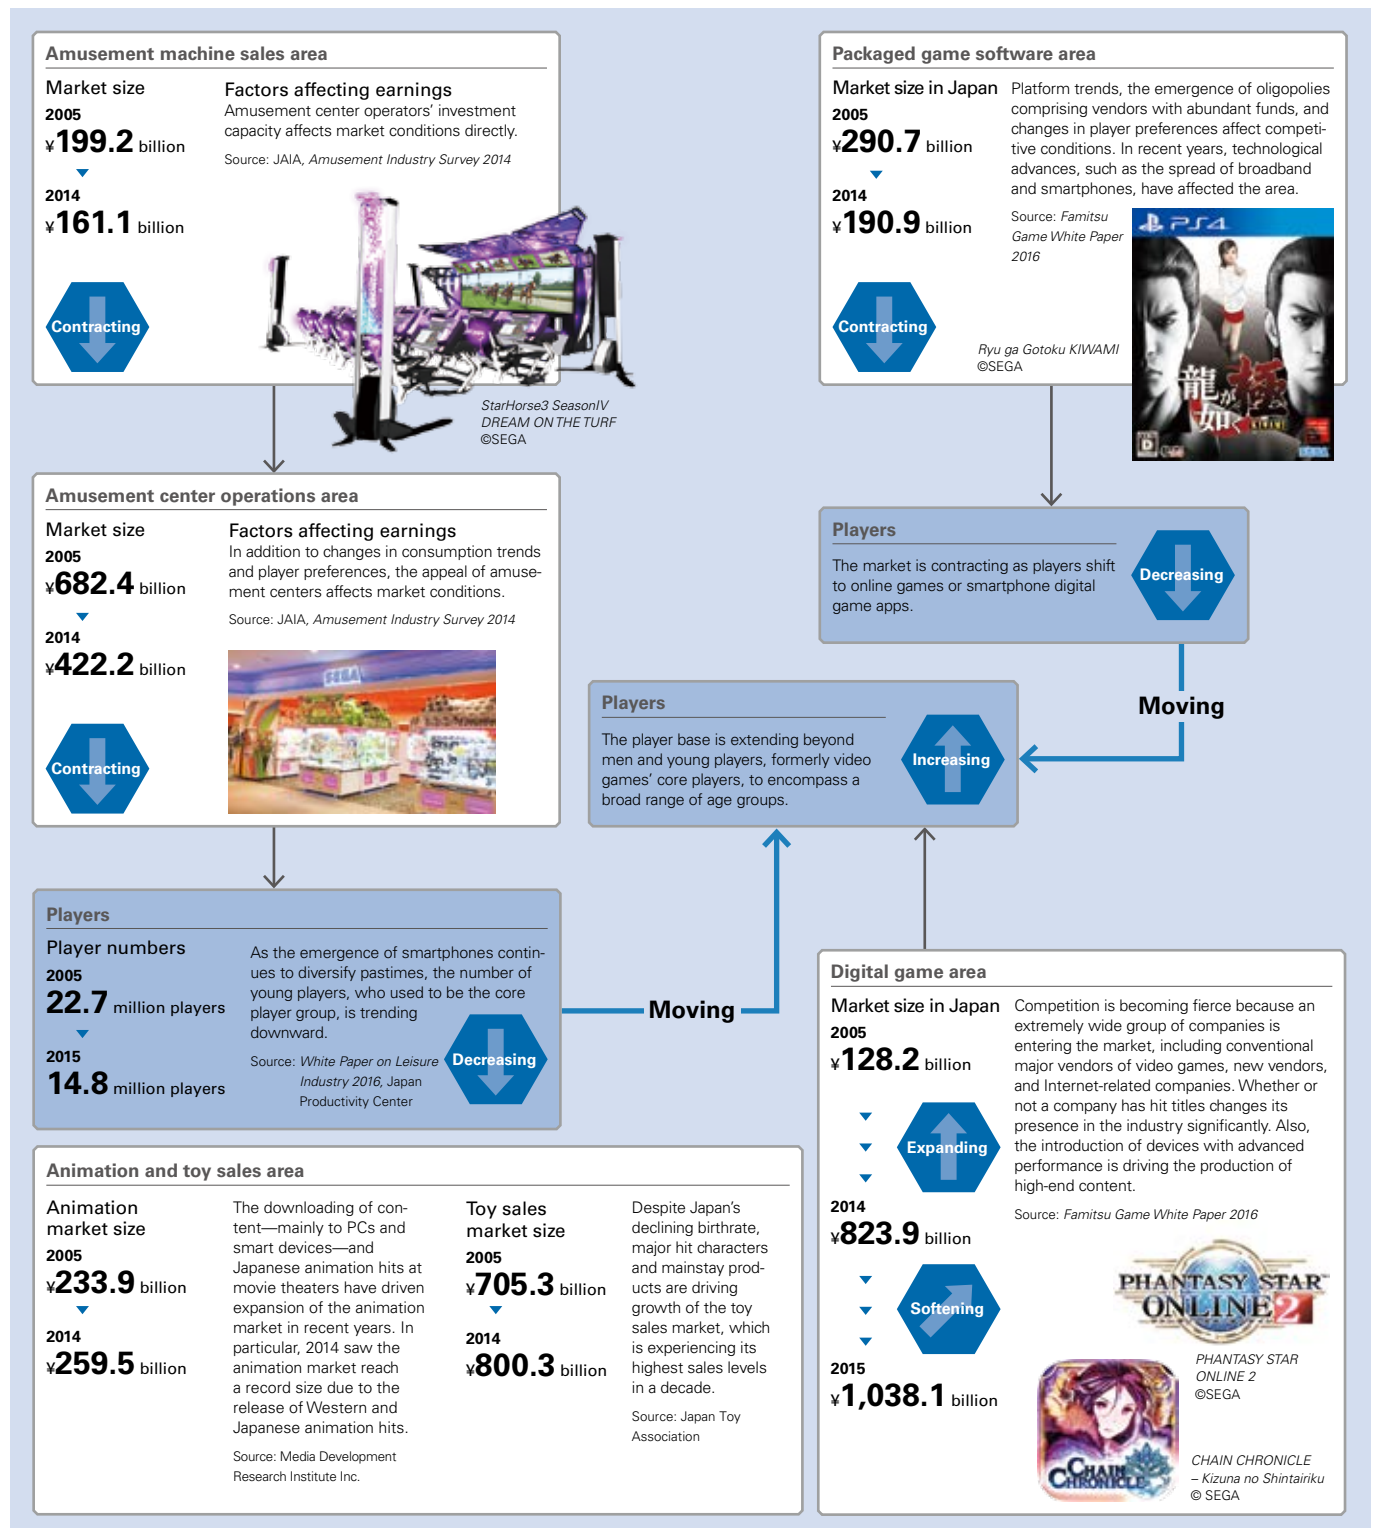 Amusement machine sales area
Market size
2005
¥199.2 billion
2014
¥161.1 billion
Contracting
Factors affecting earnings
Amusement center operators' investment
capacity affects market conditions directly.
Source: JAIA, Amusement Industry Survey 2014
StarHorse3 SeasonIV
DREAM ON THE TURF
©SEGA
Packaged game software area
Market size in Japan
2005
¥290.7 billion
2014
¥190.9 billion
Contracting
Platform trends, the emergence of oligopolies
comprising vendors with abundant funds, and
changes in player preferences affect competi-
tive conditions. In recent years, technological
advances, such as the spread of broadband
and smartphones, have affected the area.
Source: Famitsu
Game White Paper
2016
Ryu ga Gotoku KIWAMI
©SEGA
PS4
龍が
如く
極
KIWAMI
SEGA
Amusement center operations area
Market size
2005
¥682.4 billion
2014
¥422.2 billion
Contracting
Factors affecting earnings
In addition to changes in consumption trends
and player preferences, the appeal of amuse-
ment centers affects market conditions.
Source: JAIA, Amusement Industry Survey 2014
SEGA
Players
The market is contracting as players shift
to online games or smartphone digital
game apps.
Decreasing
Moving
Players
The player base is extending beyond
men and young players, formerly video
games' core players, to encompass a
broad range of age groups.
Increasing
Players
Player numbers
2005
22.7 million players
2015
14.8 million players
As the emergence of smartphones contin-
ues to diversify pastimes, the number of
young players, who used to be the core
player group, is trending
downward.
Source: White Paper on Leisure
Industry 2016, Japan
Productivity Center
Decreasing
Moving
Digital game area
Market size in Japan
2005
¥128.2 billion
Expanding
2014
¥823.9 billion
Softening
2015
¥1,038.1 billion
Competition is becoming fierce because an
extremely wide group of companies is
entering the market, including conventional
major vendors of video games, new vendors,
and Internet-related companies. Whether or
not a company has hit titles changes its
presence in the industry significantly. Also,
the introduction of devices with advanced
performance is driving the production of
high-end content.
Source: Famitsu Game White Paper 2016
PHANTASY STAR
ONLINE 2
PHANTASY STAR
ONLINE 2
©SEGA
CHAIN
CHRONICLE
CHAIN CHRONICLE
– Kizuna no Shintairiku
© SEGA
Animation and toy sales area
Animation
market size
2005
¥233.9 billion
2014
¥259.5 billion
The downloading of con-
tent—mainly to PCs and
smart devices—and
Japanese animation hits at
movie theaters have driven
expansion of the animation
market in recent years. In
particular, 2014 saw the
animation market reach
a record size due to the
release of Western and
Japanese animation hits.
Source: Media Development
Research Institute Inc.
Toy sales
market size
2005
¥705.3 billion
2014
¥800.3 billion
Despite Japan's
declining birthrate,
major hit characters
and mainstay prod-
ucts are driving
growth of the toy
sales market, which
is experiencing its
highest sales levels
in a decade.
Source: Japan Toy
Association